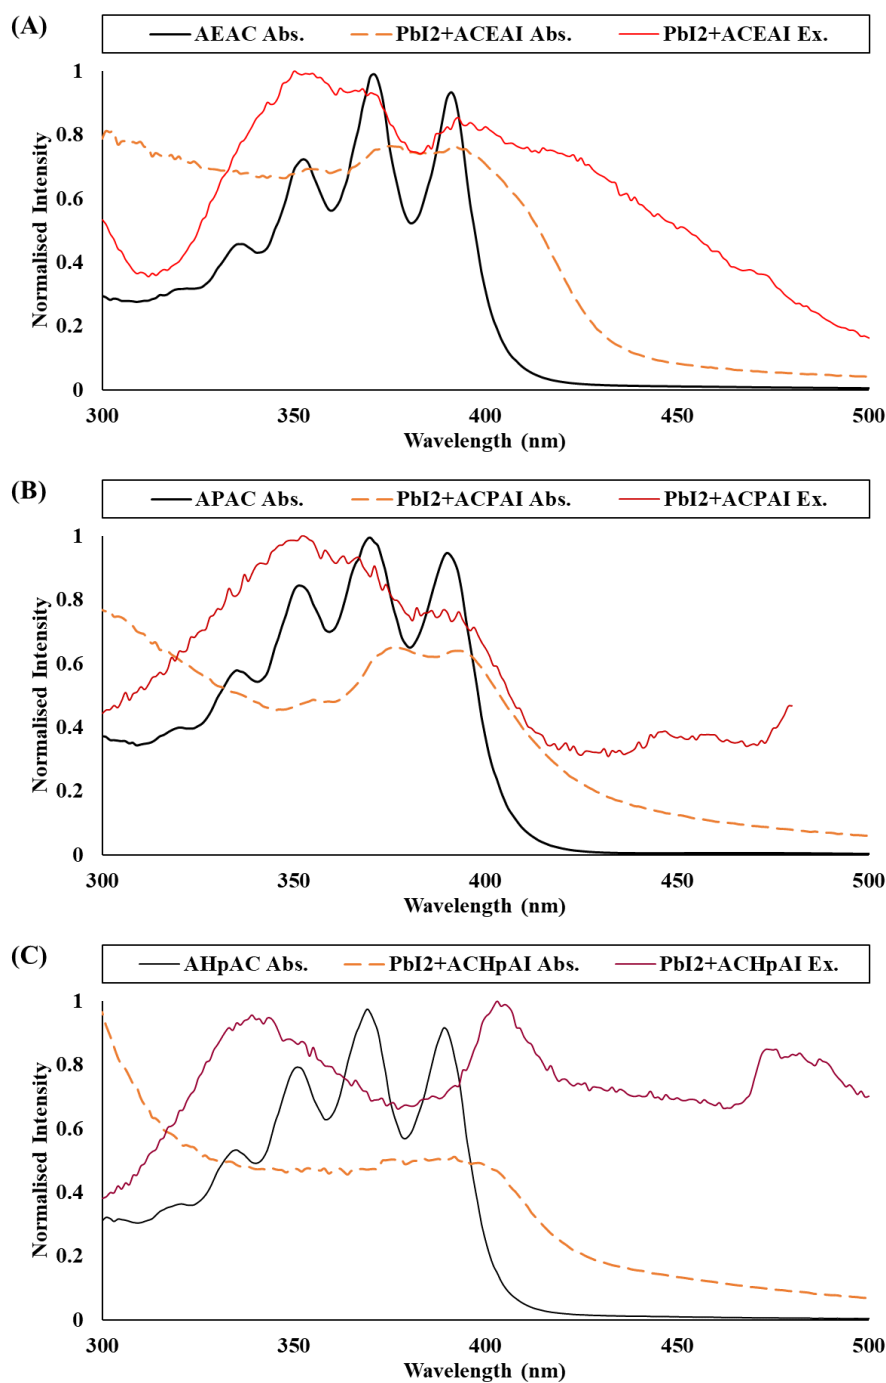 (A)
AEAC Abs. PbI2+ACEAI Abs. PbI2+ACEAI Ex.
1
0.8
0.6
0.4
0.2
0
Normalised Intensity
300 350 400 450 500
Wavelength (nm)
(B)
APAC Abs. PbI2+ACPAI Abs. PbI2+ACPAI Ex.
1
0.8
0.6
0.4
0.2
0
Normalised Intensity
300 350 400 450 500
Wavelength (nm)
(C)
AHpAC Abs. PbI2+ACHpAI Abs. PbI2+ACHpAI Ex.
1
0.8
0.6
0.4
0.2
0
Normalised Intensity
300 350 400 450 500
Wavelength (nm)